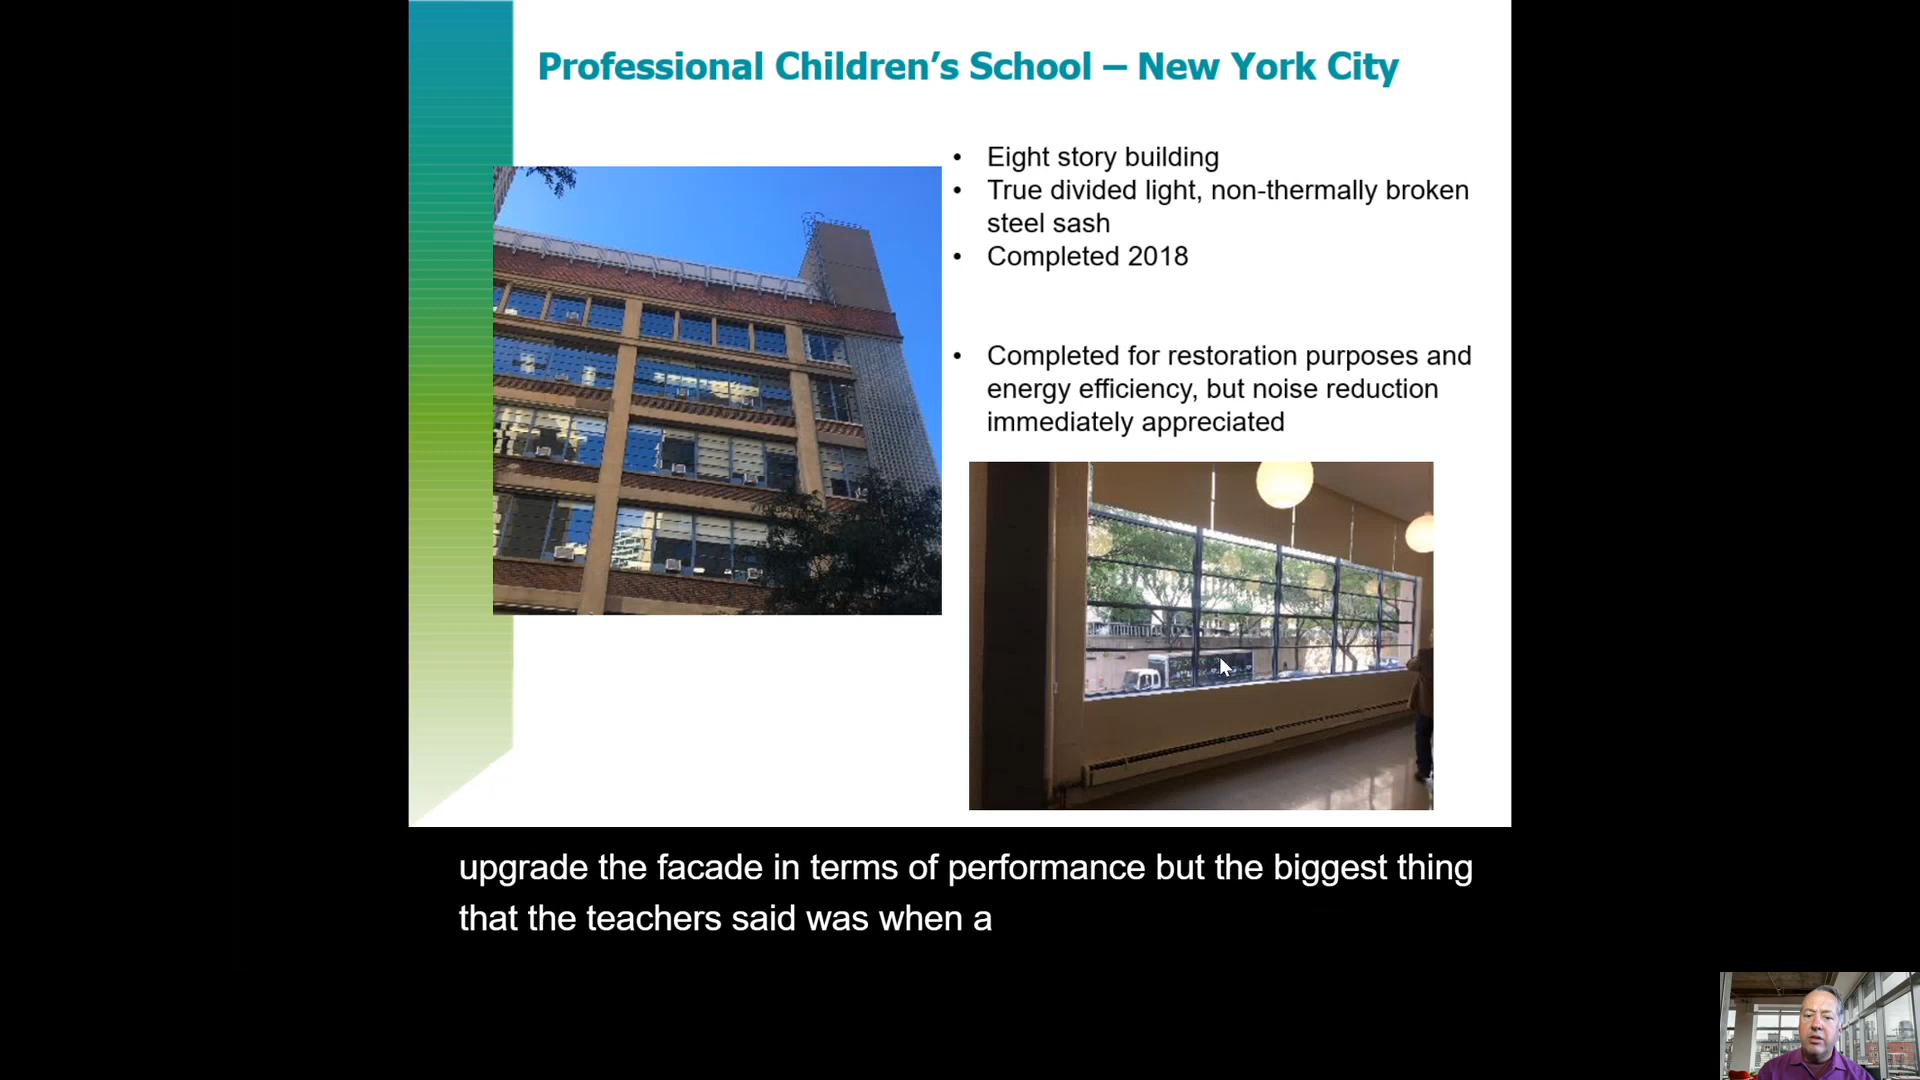 Professional Children’s School – New York City
• Eight story building
• True divided light, non-thermally broken
steel sash
• Completed 2018
• Completed for restoration purposes and
energy efficiency, but noise reduction
immediately appreciated
upgrade the facade in terms of performance but the biggest thing
that the teachers said was when a